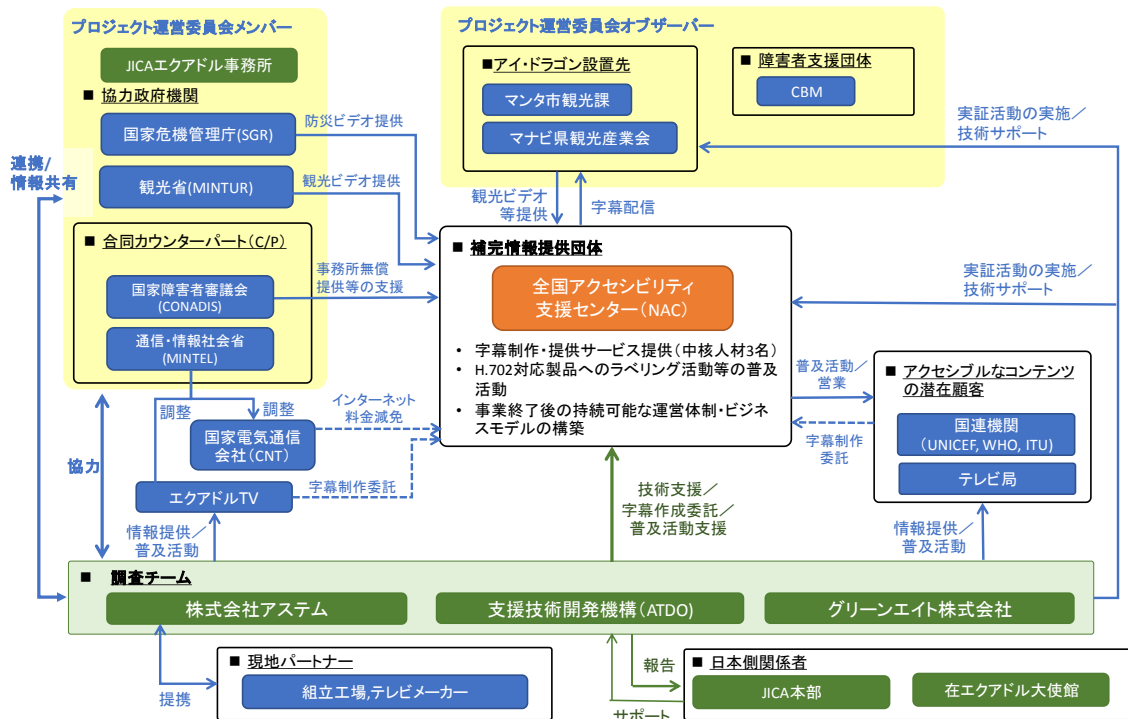 プロジェクト運営委員会メンバー
JICAエクアドル事務所
■ 協力政府機関
国家危機管理庁(SGR)
観光省(MINTUR)
防災ビデオ提供
観光ビデオ提供
連携/
情報共有
■ 合同カウンターパート(C/P)
国家障害者審議会
(CONADIS)
通信・情報社会省
(MINTEL)
事務所無償
提供等の支援
プロジェクト運営委員会オブザーバー
■アイ・ドラゴン設置先
マンタ市観光課
マナビ県観光産業会
■ 障害者支援団体
CBM
実証活動の実施/
技術サポート
観光ビデオ
等提供
字幕配信
■ 補完情報提供団体
全国アクセシビリティ
支援センター(NAC)
• 字幕制作・提供サービス提供(中核人材3名)
• H.702対応製品へのラベリング活動等の普及
活動
• 事業終了後の持続可能な運営体制・ビジネ
スモデルの構築
実証活動の実施/
技術サポート
普及活動/
営業
字幕制作
委託
■ アクセシブルなコンテンツ
の潜在顧客
国連機関
(UNICEF, WHO, ITU)
テレビ局
調整
調整
国家電気通信
会社(CNT)
インターネット
料金減免
エクアドルTV
字幕制作委託
協力
情報提供/
普及活動
技術支援/
字幕作成委託/
普及活動支援
情報提供/
普及活動
■ 調査チーム
株式会社アステム
支援技術開発機構(ATDO)
グリーンエイト株式会社
提携
■ 現地パートナー
組立工場,テレビメーカー
報告
サポート
■ 日本側関係者
JICA本部
在エクアドル大使館